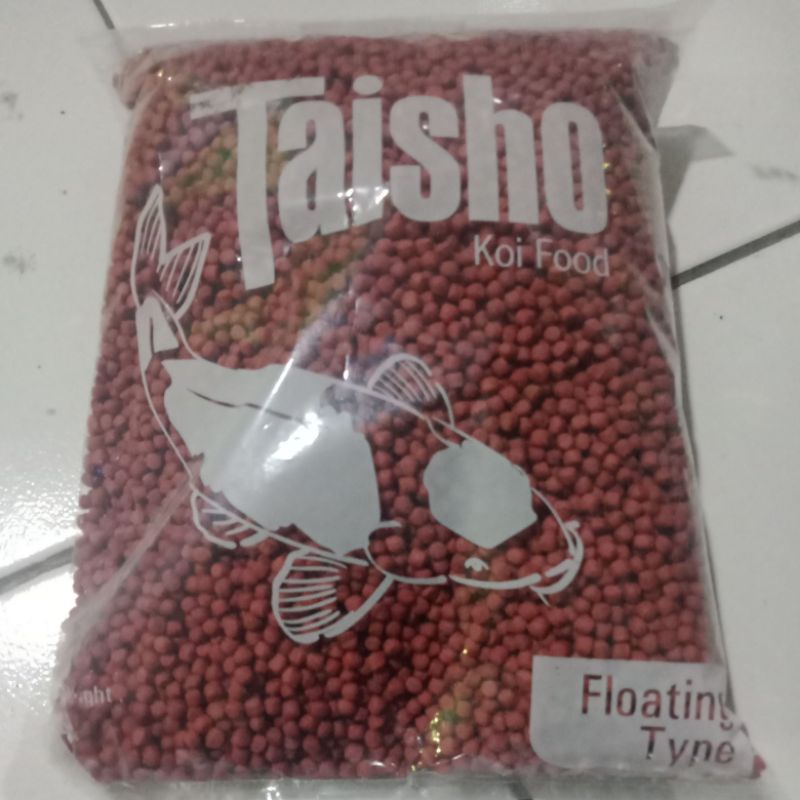 Taisho
Koi Food
Floating
Type